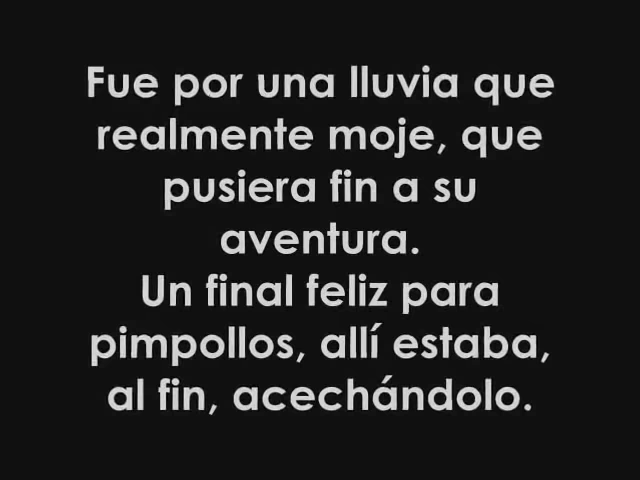 Fue por una lluvia que
realmente moje, que
pusiera fin a su
aventura.
Un final feliz para
pimpollos, allí estaba,
al fin, acechándolo.